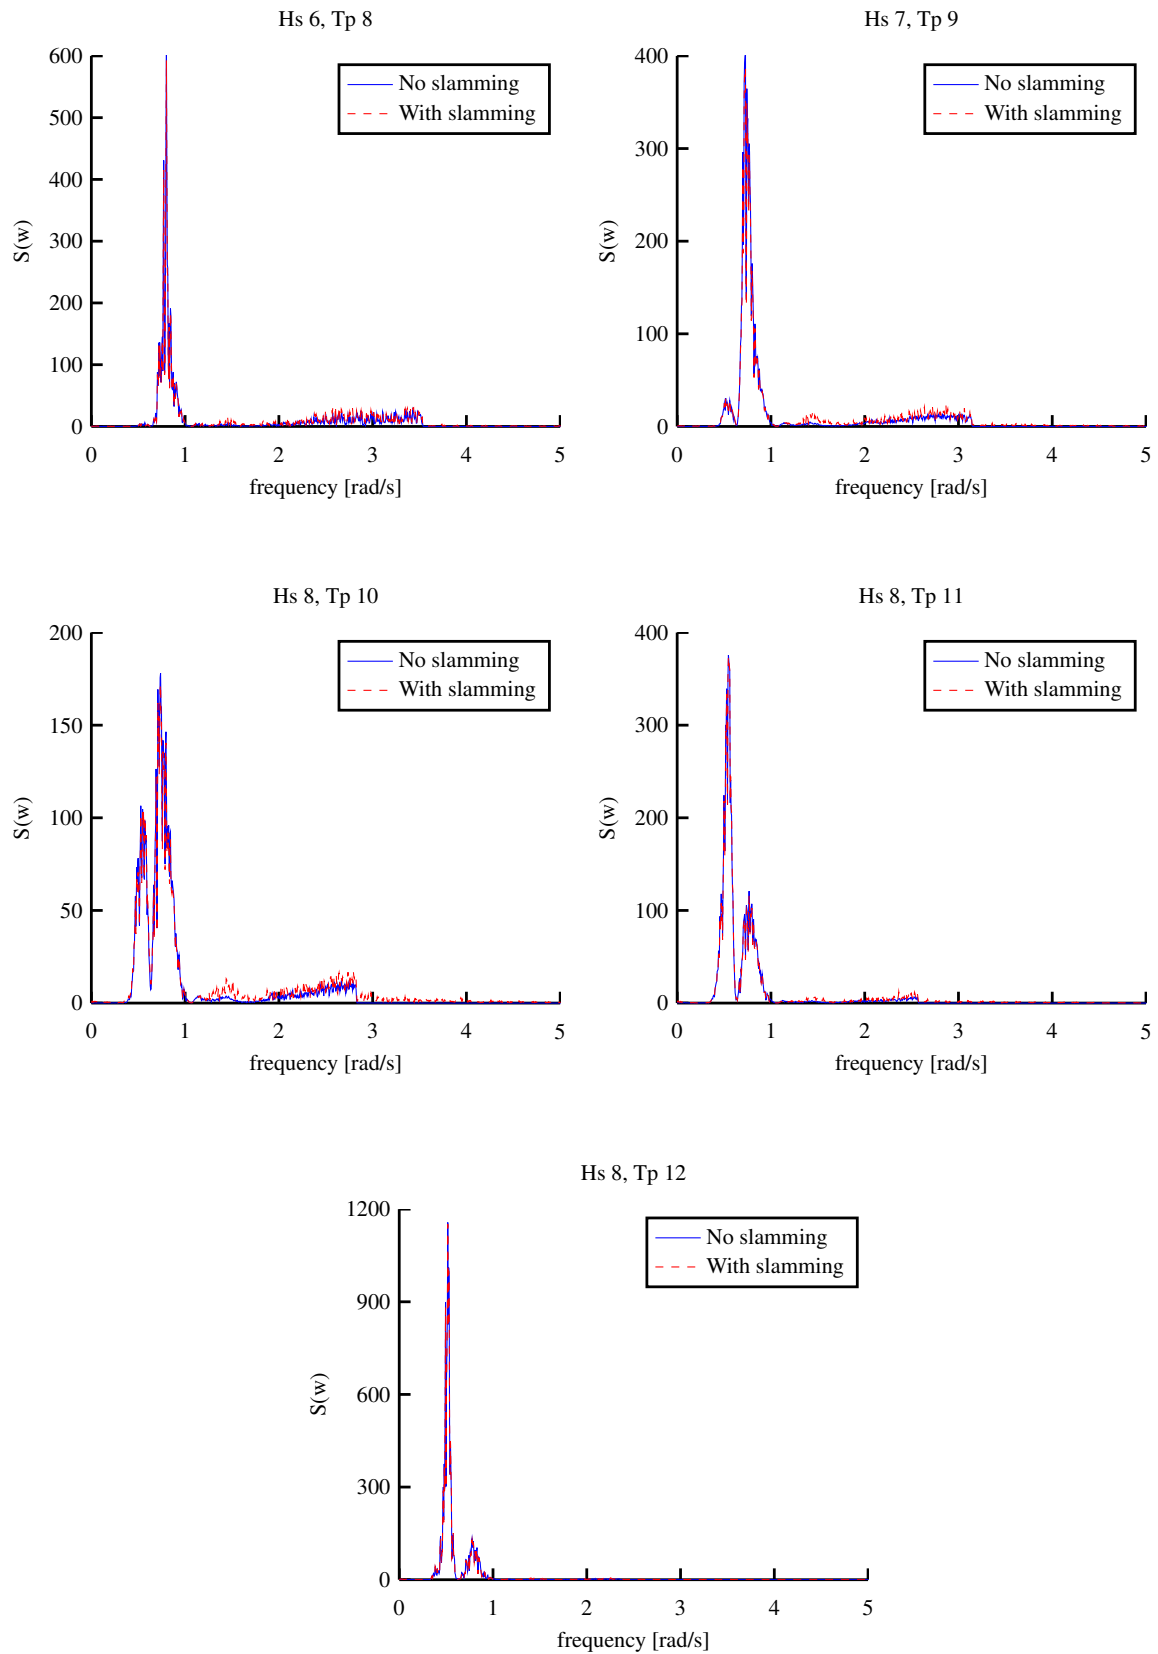 Hs 6, Tp 8
600
500
400
300
200
100
0
S(w)
No slamming
With slamming
0 1 2 3 4 5
frequency [rad/s]
Hs 7, Tp 9
400
300
200
100
0
S(w)
No slamming
With slamming
0 1 2 3 4 5
frequency [rad/s]
Hs 8, Tp 10
200
150
100
50
0
S(w)
No slamming
With slamming
0 1 2 3 4 5
frequency [rad/s]
Hs 8, Tp 11
400
300
200
100
0
S(w)
No slamming
With slamming
0 1 2 3 4 5
frequency [rad/s]
Hs 8, Tp 12
1200
900
600
300
0
S(w)
No slamming
With slamming
0 1 2 3 4 5
frequency [rad/s]